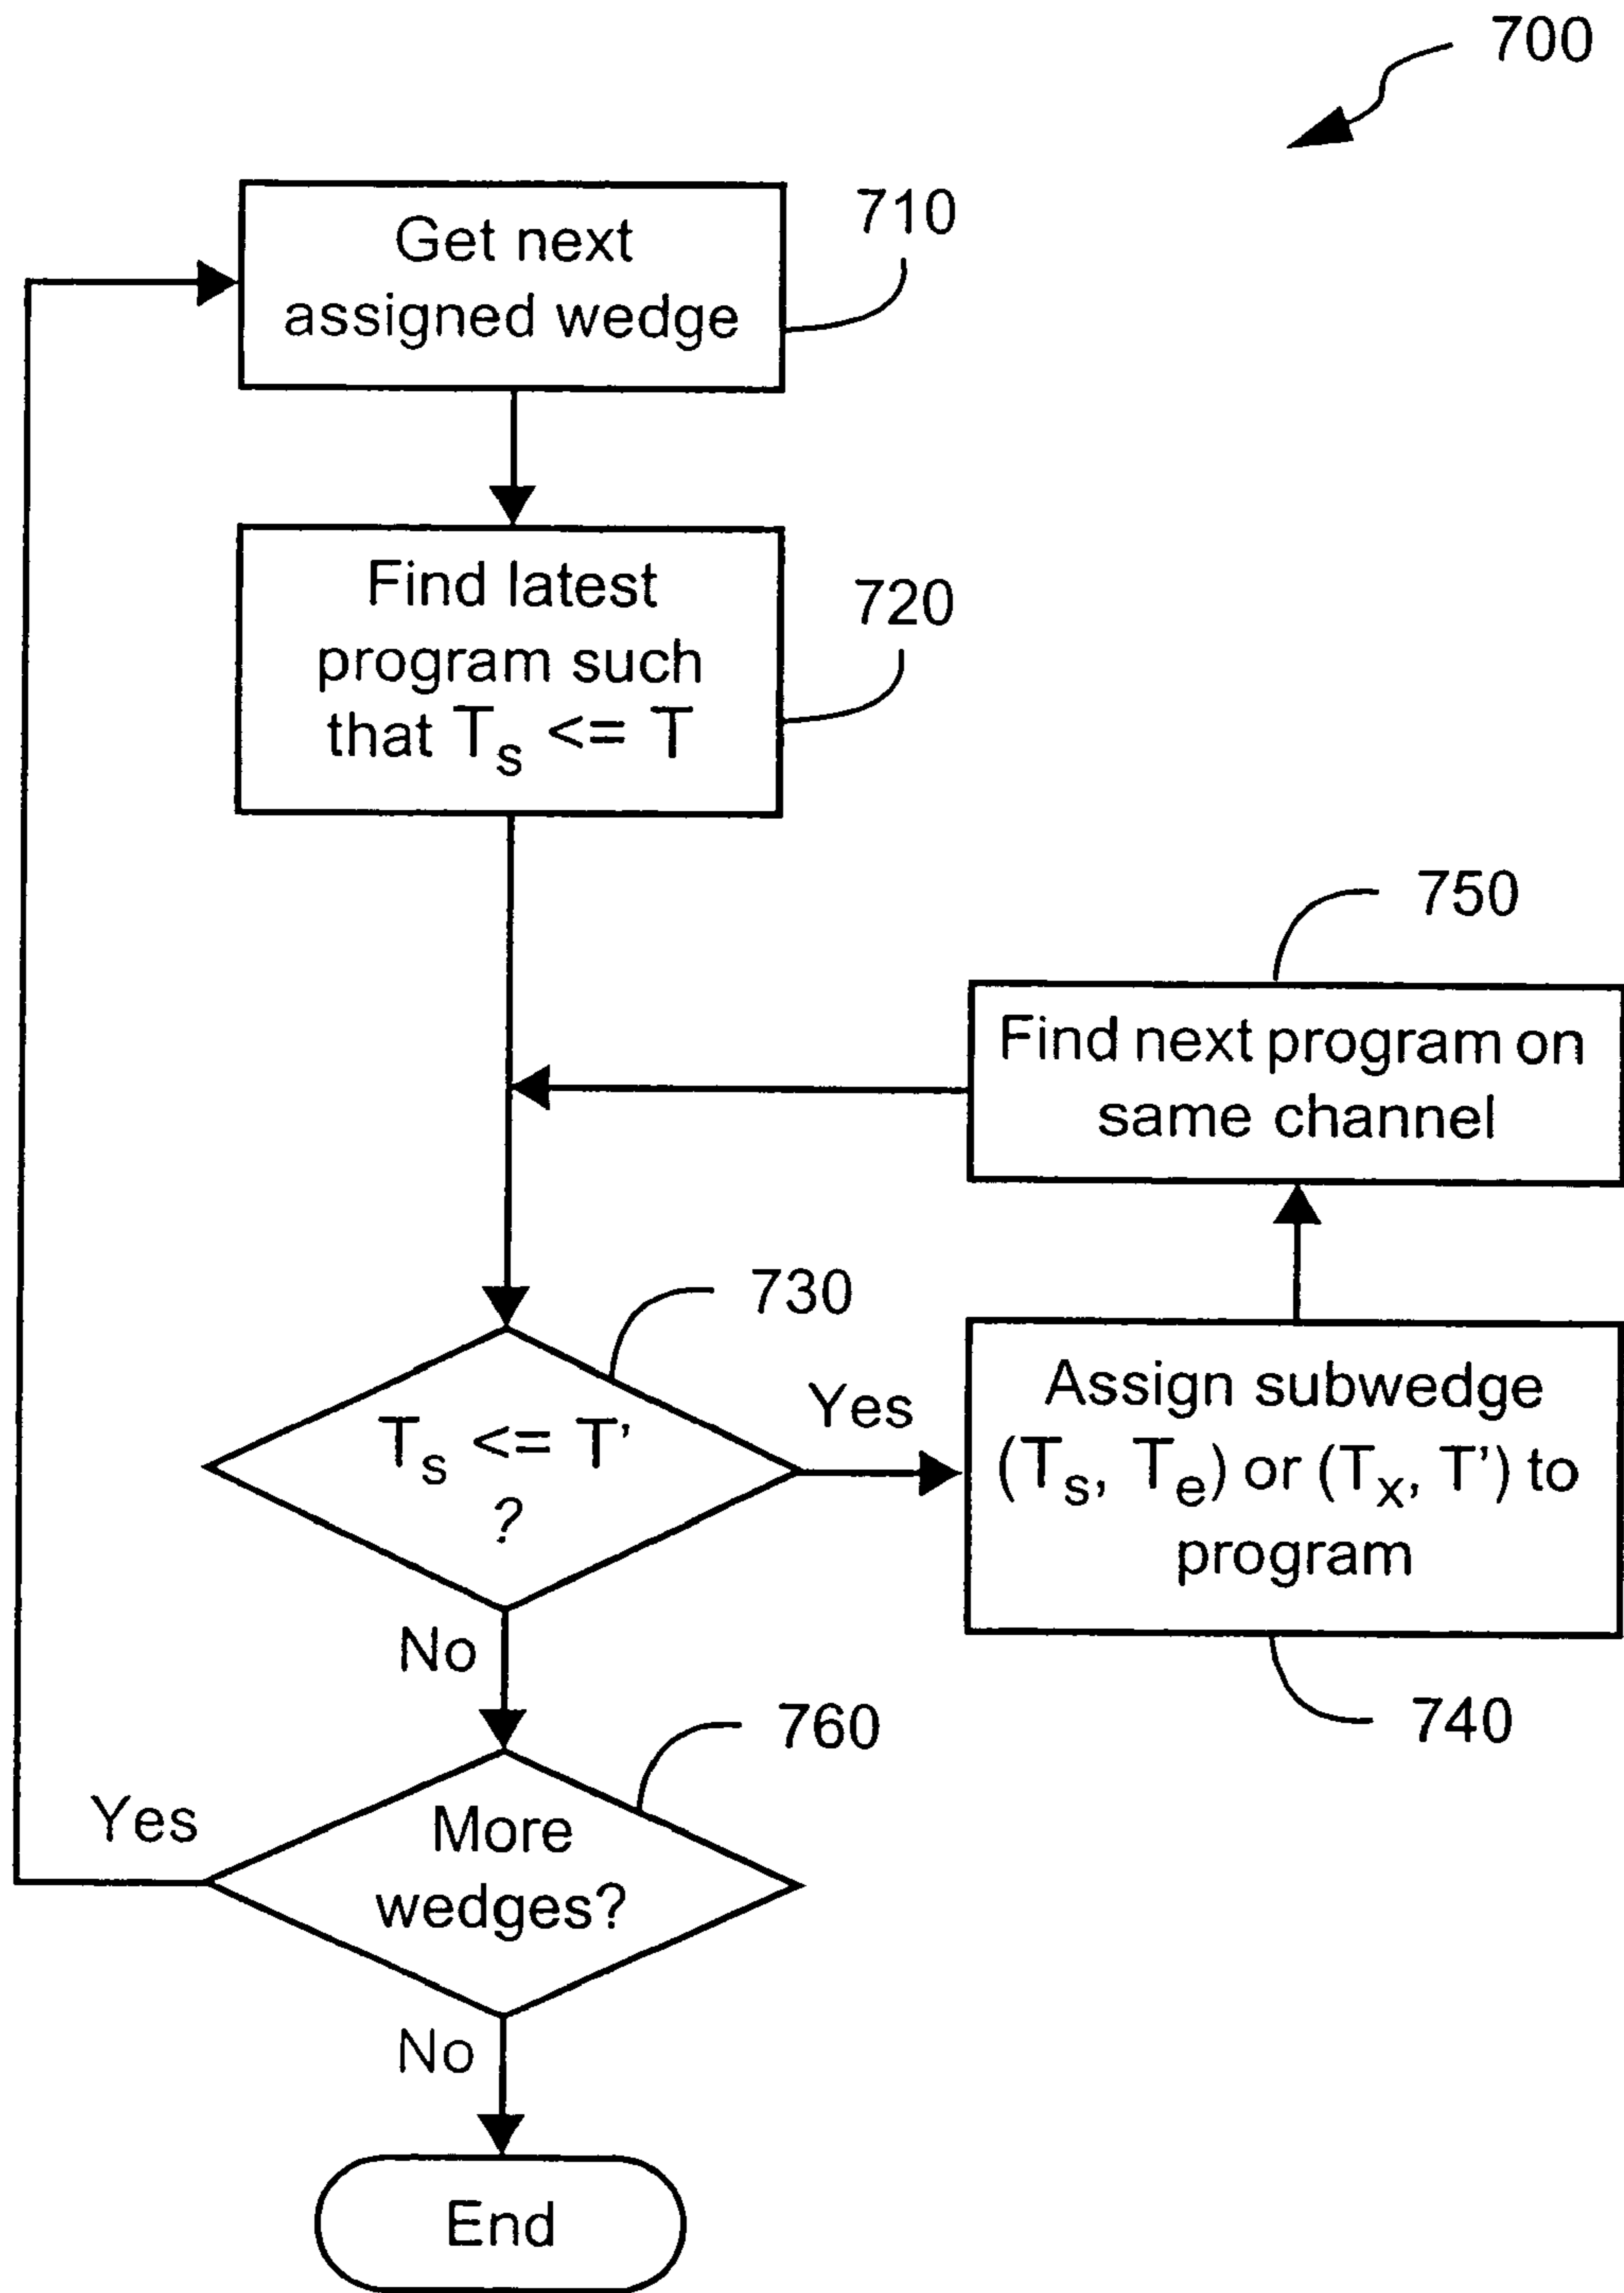 700
Get next
assigned wedge
710
Find latest
program such
that Ts <= T
720
750
Find next program on
same channel
730
Ts <= T'
?
Yes
Assign subwedge
(Ts, Te) or (Tx, T') to
program
740
No
760
More
wedges?
Yes
No
End